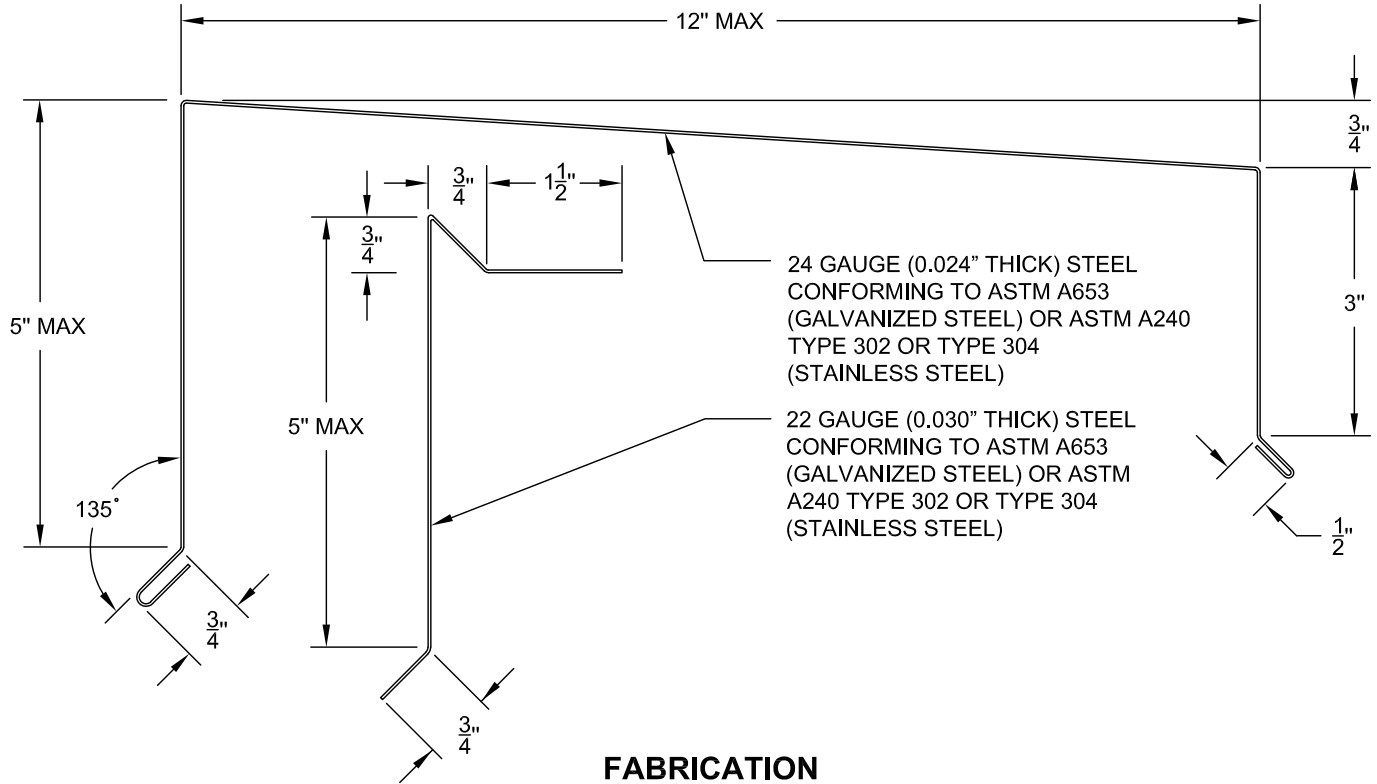 12" MAX
3/4"
3/4"
1 1/2"
3/4"
5" MAX
3"
5" MAX
24 GAUGE (0.024” THICK) STEEL
CONFORMING TO ASTM A653
(GALVANIZED STEEL) OR ASTM A240
TYPE 302 OR TYPE 304
(STAINLESS STEEL)
22 GAUGE (0.030” THICK) STEEL
CONFORMING TO ASTM A653
(GALVANIZED STEEL) OR ASTM
A240 TYPE 302 OR TYPE 304
(STAINLESS STEEL)
135°
1/2"
3/4"
3/4"
FABRICATION